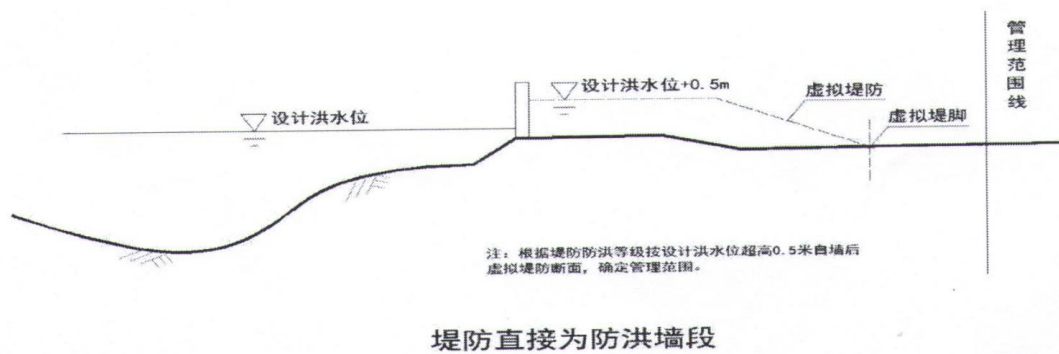 管理范围线
设计洪水位
设计洪水位+0.5m
虚拟堤防
虚拟堤脚
注：根据堤防防洪等级按设计洪水位超高0.5米自墙后
虚拟堤防断面，确定管理范围。
堤防直接为防洪墙段